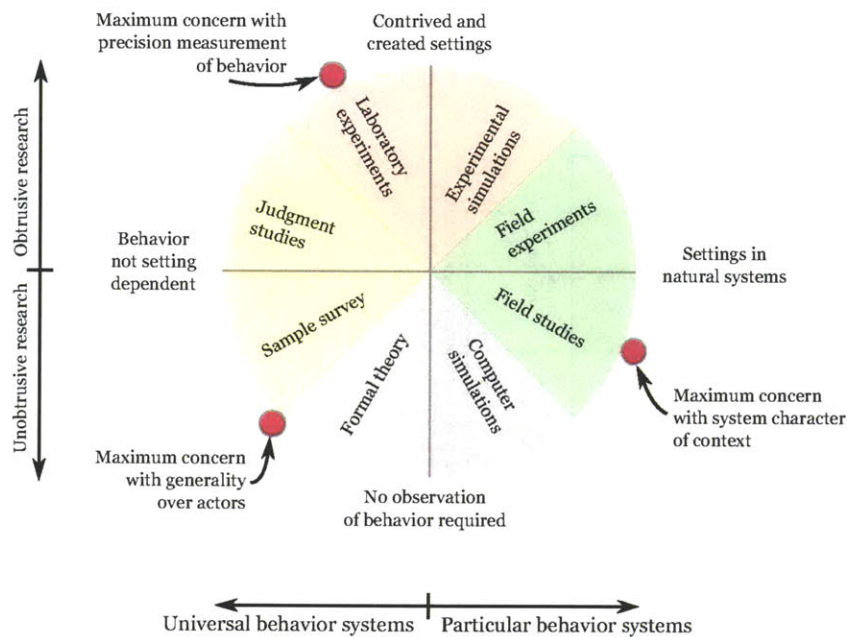 Maximum concern with
precision measurement
of behavior
Contrived and
created settings
Laboratory
experiments
Experimental
simulations
Judgment
studies
Field
experiments
Obtrusive research
Behavior
not setting
dependent
Settings in
natural systems
Unobtrusive research
Sample survey
Field studies
Formal theory
Computer
simulations
Maximum concern
with system character
of context
Maximum concern
with generality
over actors
No observation
of behavior required
Universal behavior systems
Particular behavior systems